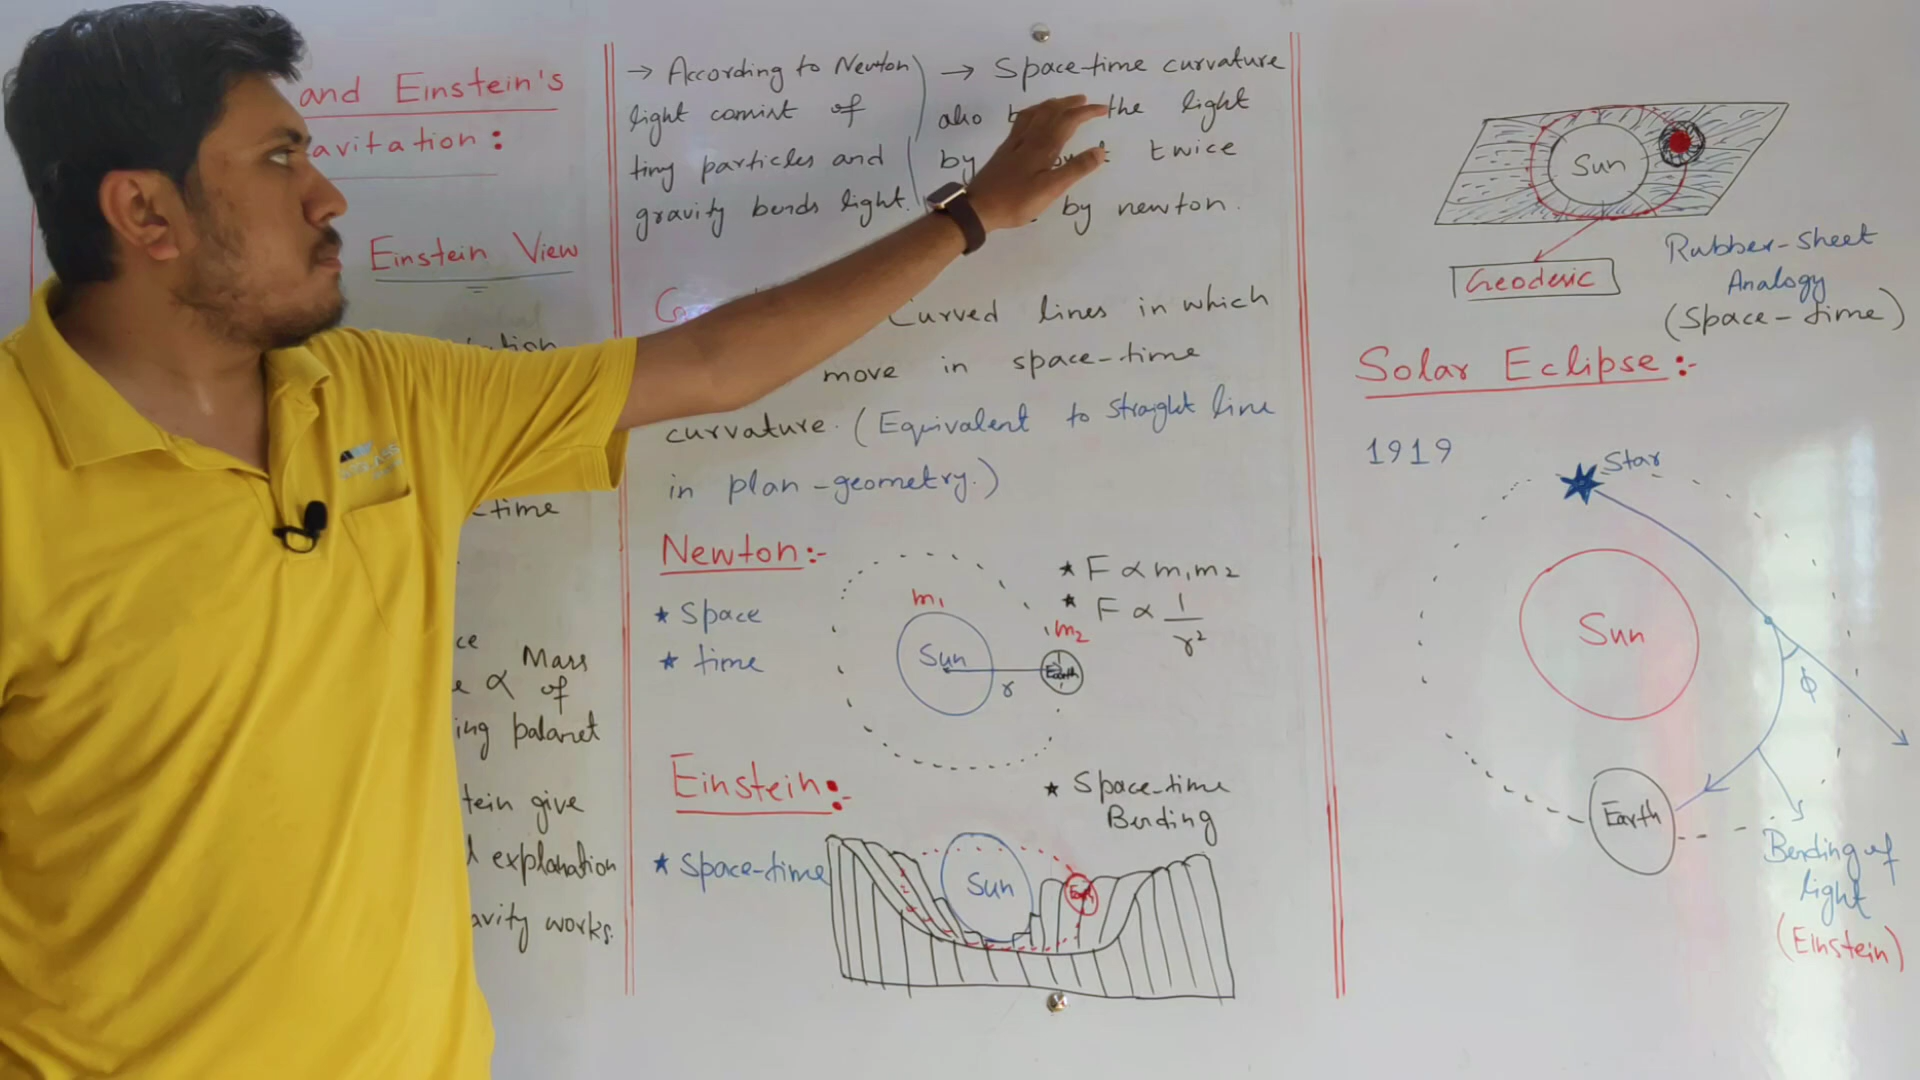 and Einstein's
avitation:
Einstein View
-time
ce
Mass
∝ of
ing palanet
tein give
explanation
avity works.
→ According to Newton
light consist of
tiny particles and
gravity bends light.
→ Space-time curvature
also the light
by twice
by newton.
Curved lines in which
move in space-time
curvature. (Equivalent to straight line
in plan-geometry.)
Newton:-
★ Space
★ time
m₁
Sun
r
m₂
Earth
★ F ∝ m₁m₂
★ F ∝ 1/r²
Einstein:-
★ Space-time
★ Space-time
Bending
Sun
Earth
Sun
Geodesic
Rubber-Sheet
Analogy
(Space-time)
Solar Eclipse:-
1919
Star
Sun
ϕ
Earth
Bending of
light
(Einstein)